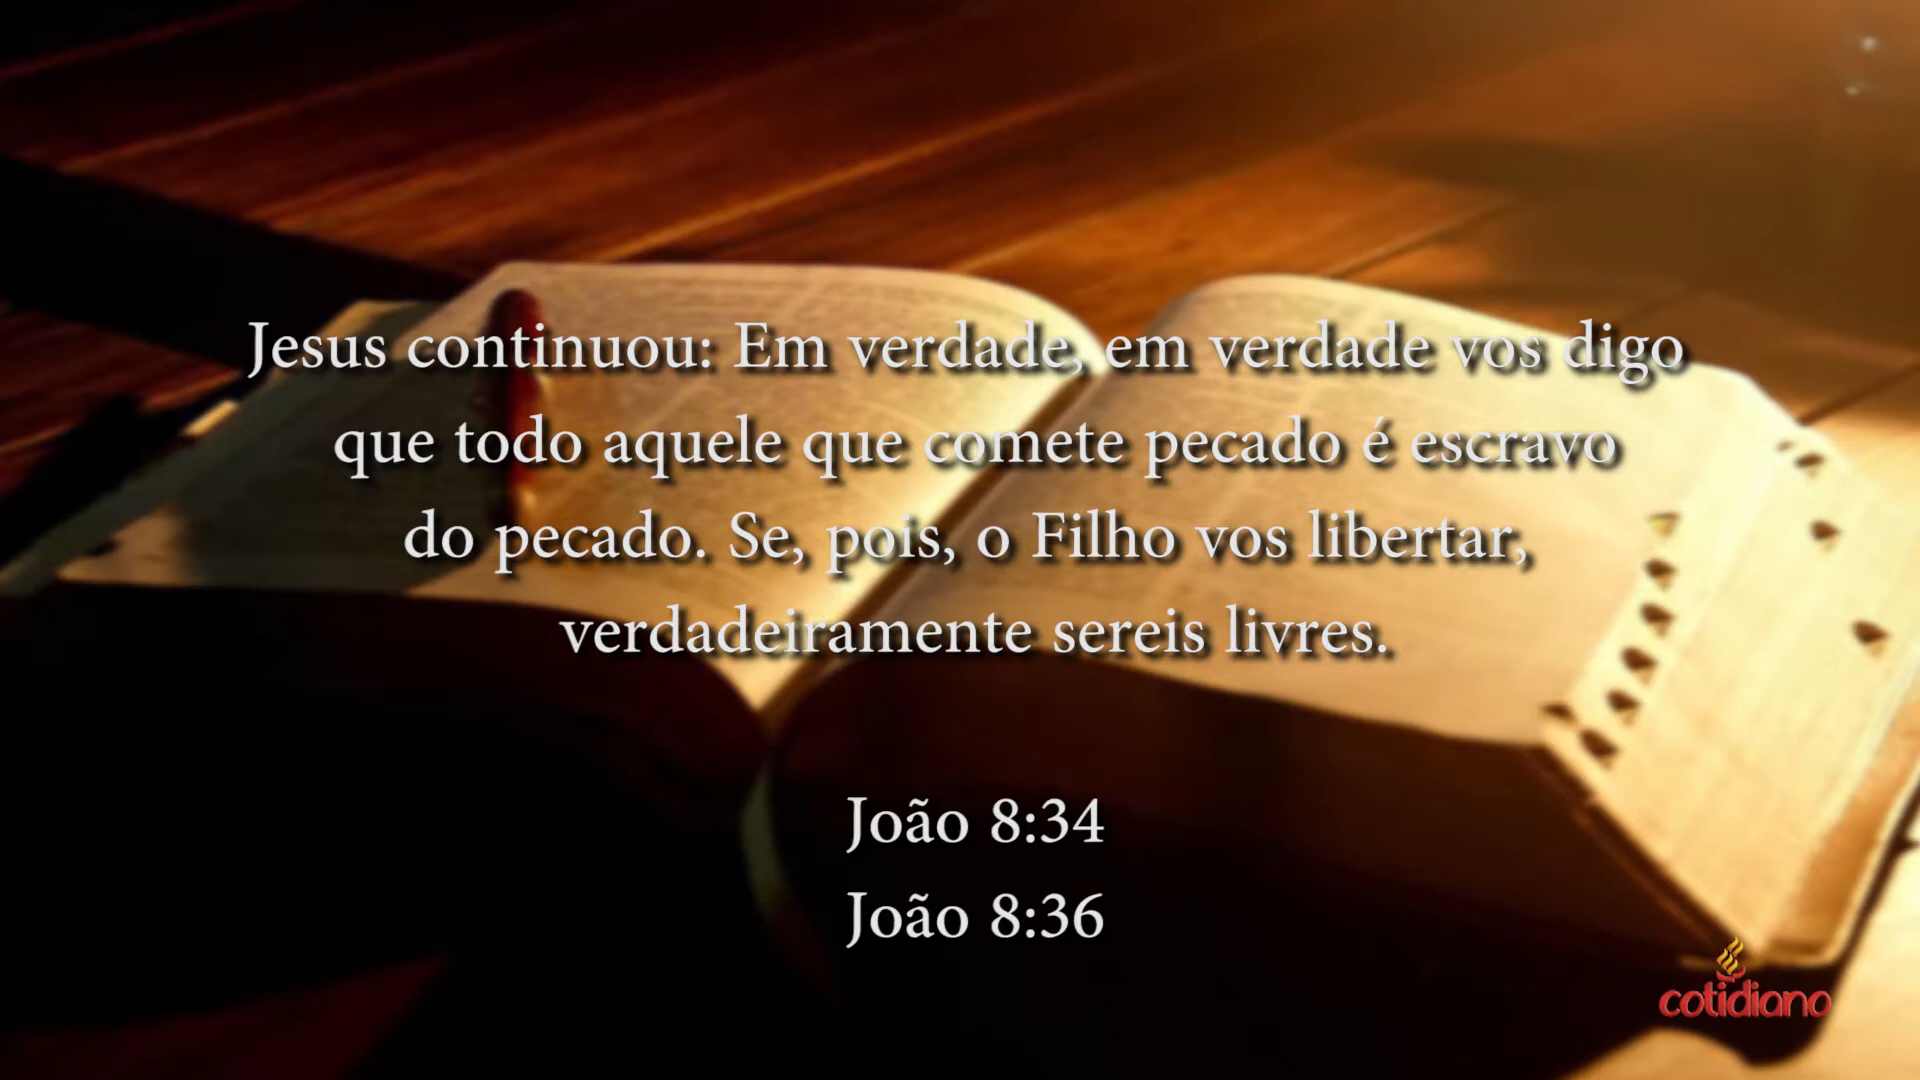 Jesus continuou: Em verdade, em verdade vos digo
que todo aquele que comete pecado é escravo
do pecado. Se, pois, o Filho vos libertar,
verdadeiramente sereis livres.
João 8:34
João 8:36
cotidiano